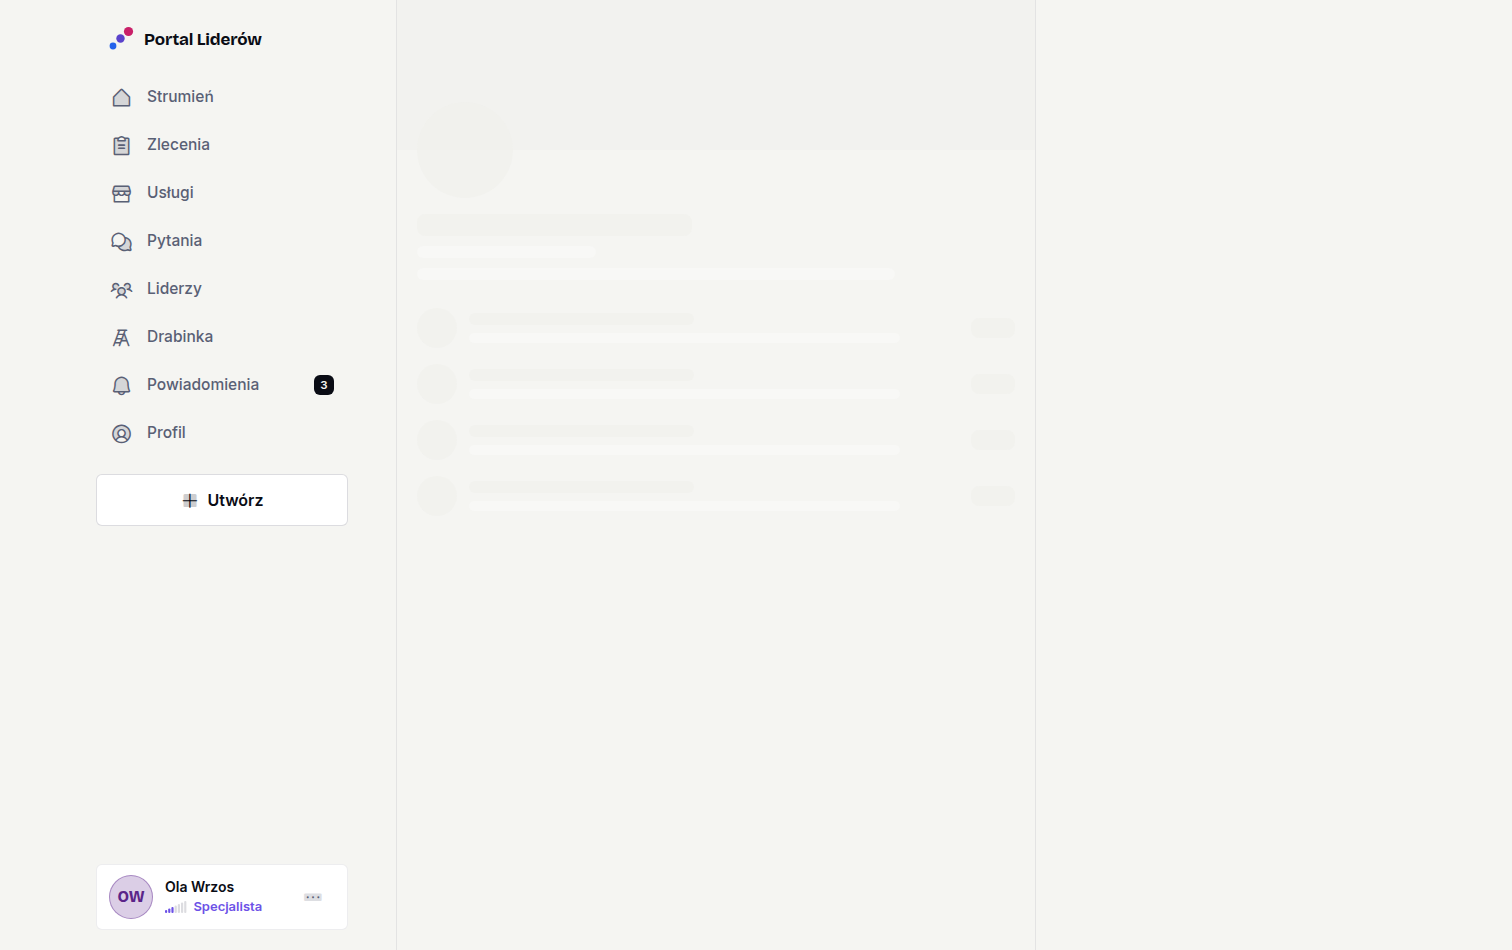 Portal Liderów
Strumień
Zlecenia
Usługi
Pytania
Liderzy
Drabinka
Powiadomienia 3
Profil
Utwórz
OW
Ola Wrzos
Specjalista